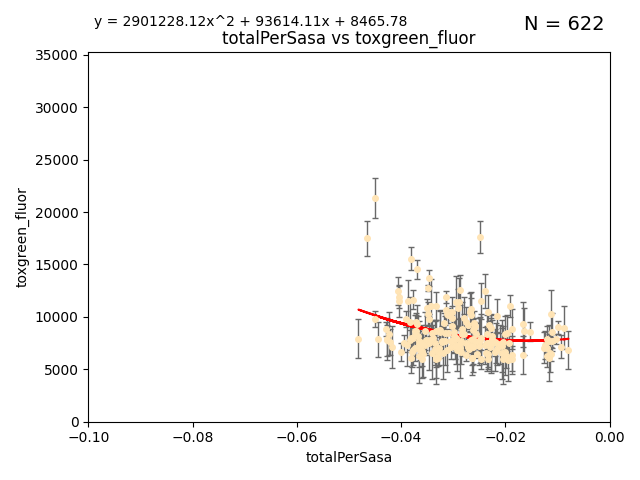 y = 2901228.12x^2 + 93614.11x + 8465.78
N = 622
totalPerSasa vs toxgreen_fluor
35000
30000
25000
20000
15000
10000
5000
0
toxgreen_fluor
−0.10
−0.08
−0.06
−0.04
−0.02
0.00
totalPerSasa